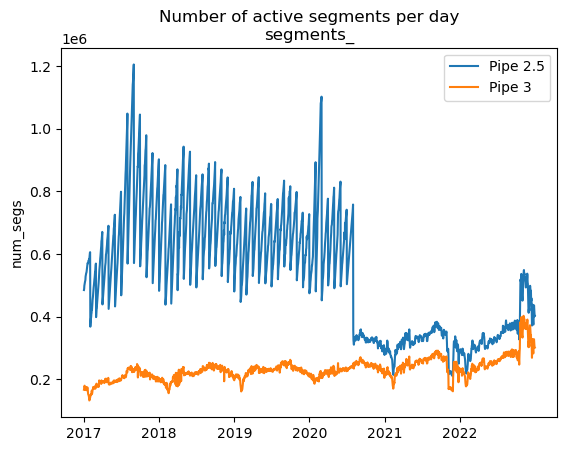 Number of active segments per day
segments_
1e6
Pipe 2.5
Pipe 3
1.2
1.0
0.8
0.6
0.4
0.2
num_segs
2017 2018 2019 2020 2021 2022